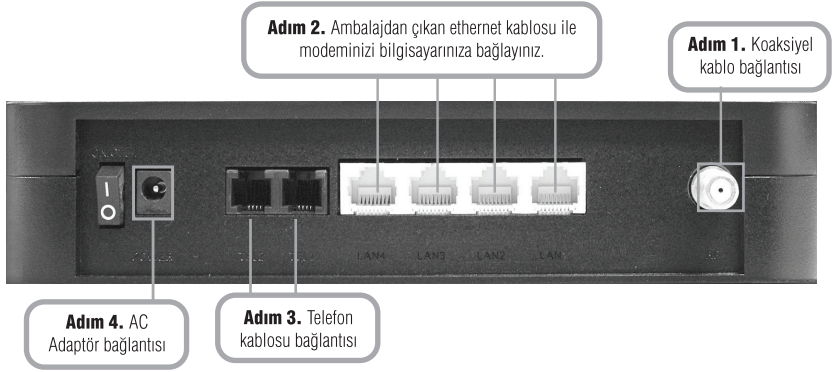 Adım 2. Ambalajdan çıkan ethernet kablosu ile
modeminizi bilgisayarınıza bağlayınız.
Adım 1. Koaksiyel
kablo bağlantısı
LAN4
LAN3
LAN2
LAN
Adım 4. AC
Adaptör bağlantısı
Adım 3. Telefon
kablosu bağlantısı